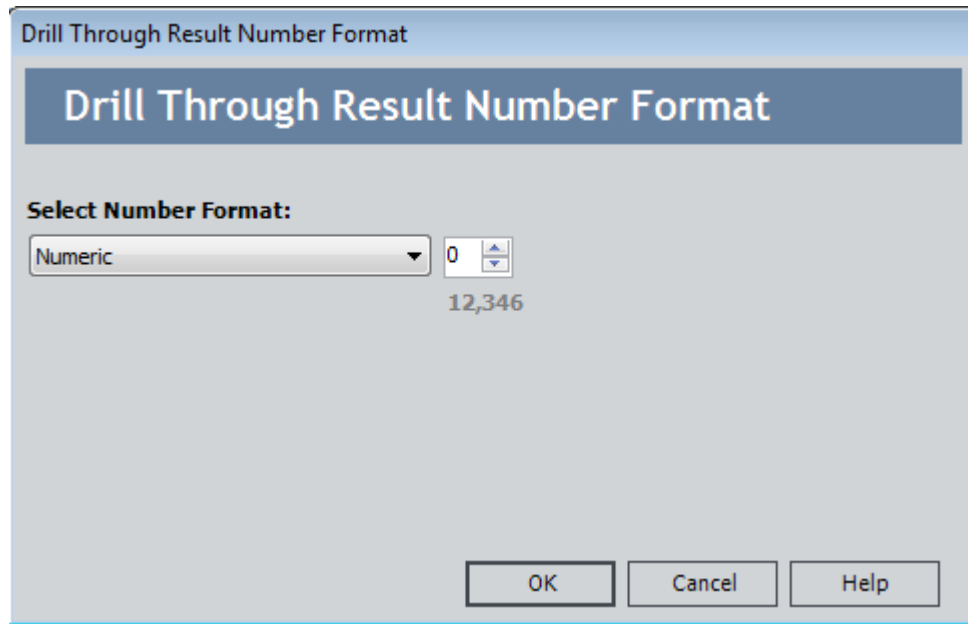 Drill Through Result Number Format
Drill Through Result Number Format
Select Number Format:
Numeric 0
12,346
OK Cancel Help